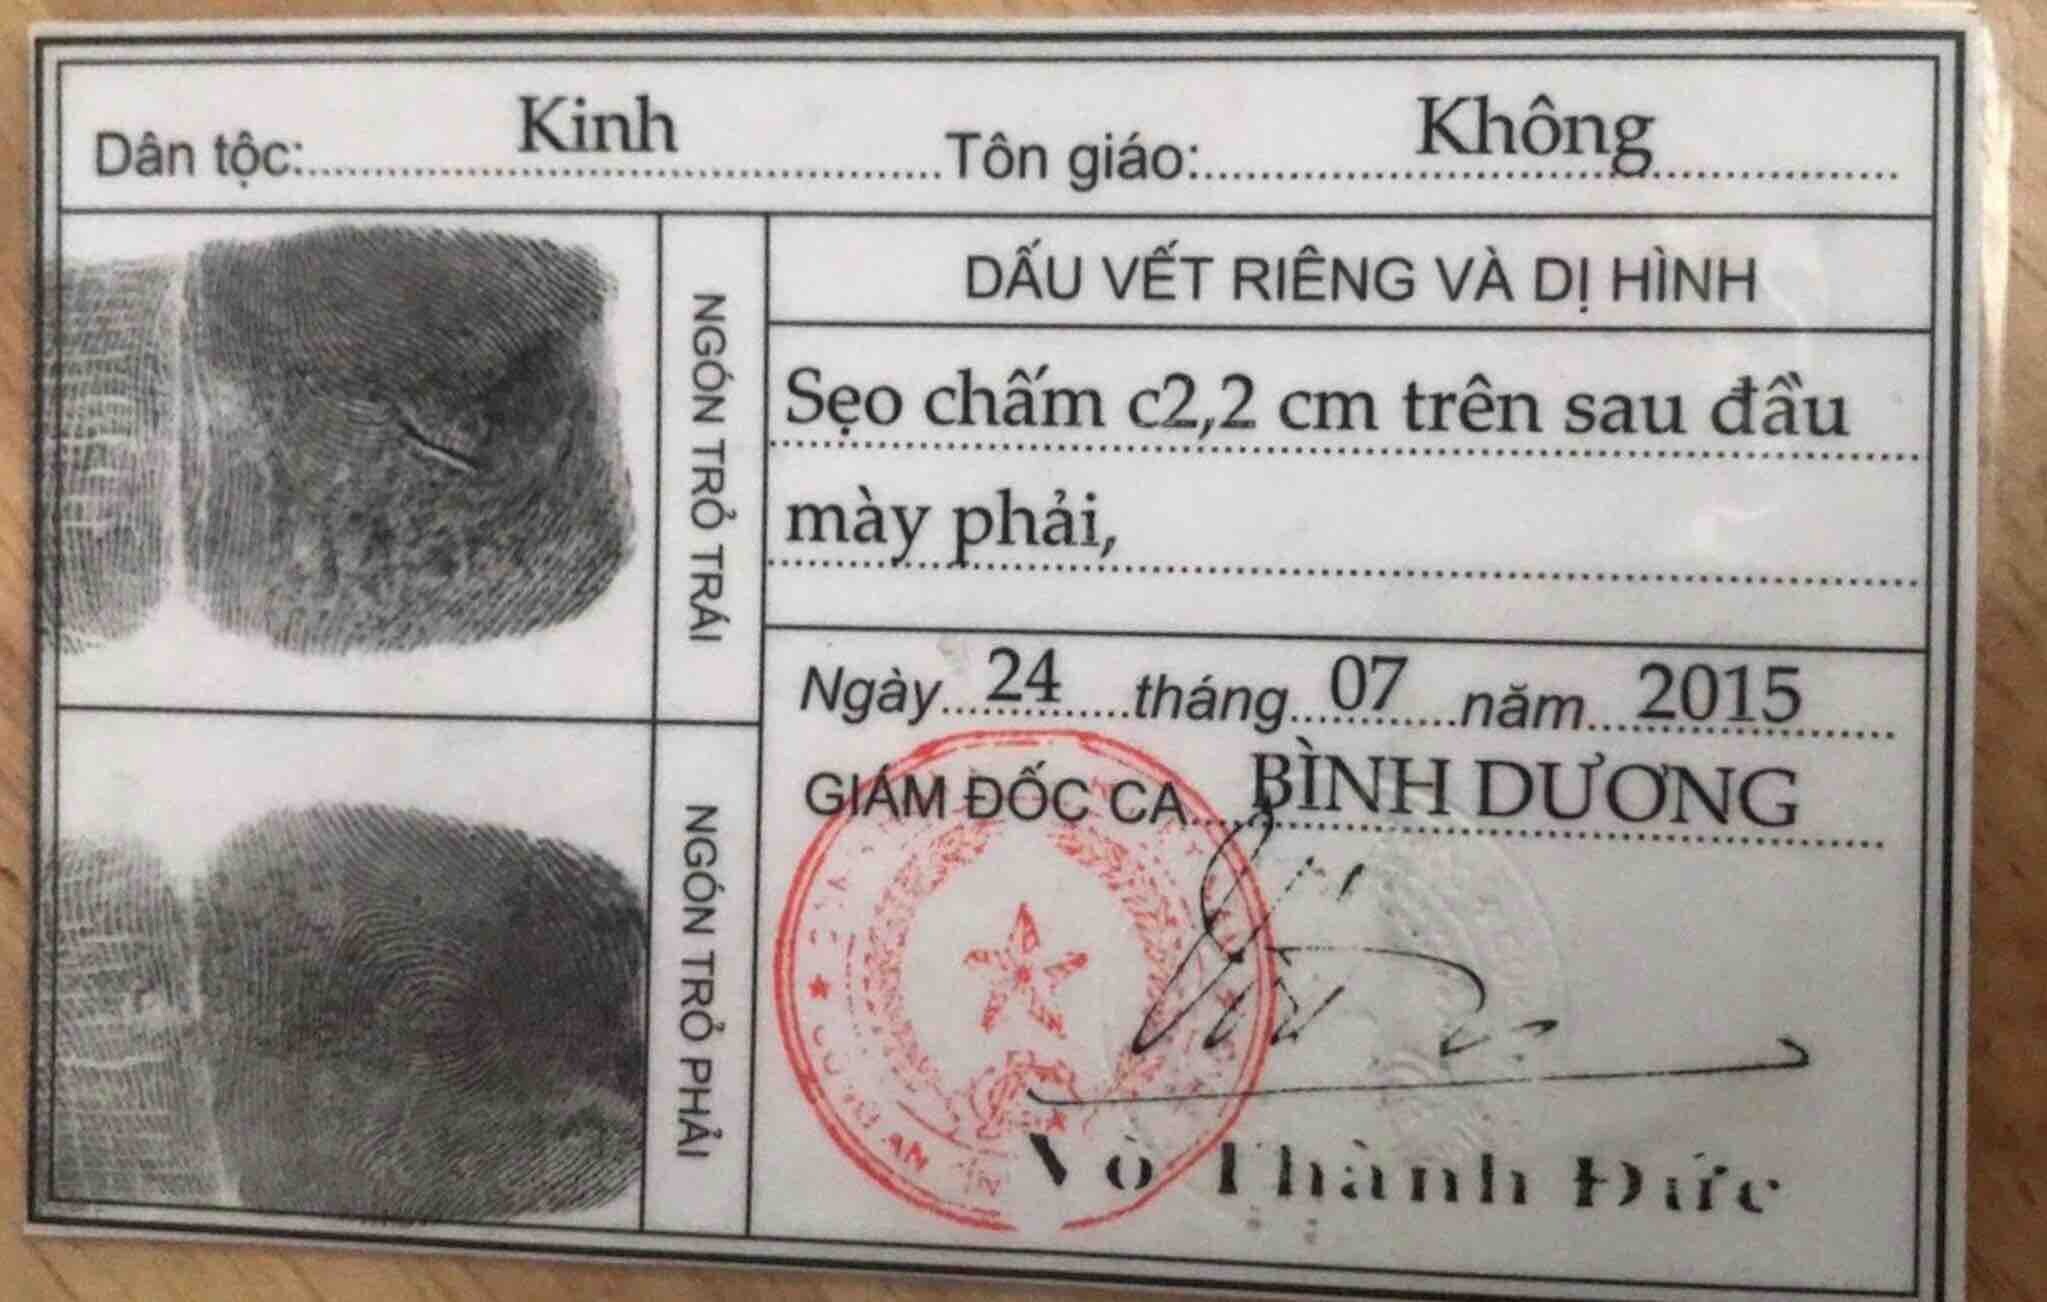 Dân tộc: Kinh Tôn giáo: Không
NGÓN TRỎ TRÁI
DẤU VẾT RIÊNG VÀ DỊ HÌNH
Sẹo chấm c2,2 cm trên sau đầu
mày phải,
Ngày 24 tháng 07 năm 2015
GIÁM ĐỐC CA BÌNH DƯƠNG
NGÓN TRỎ PHẢI
Võ Thành Đức